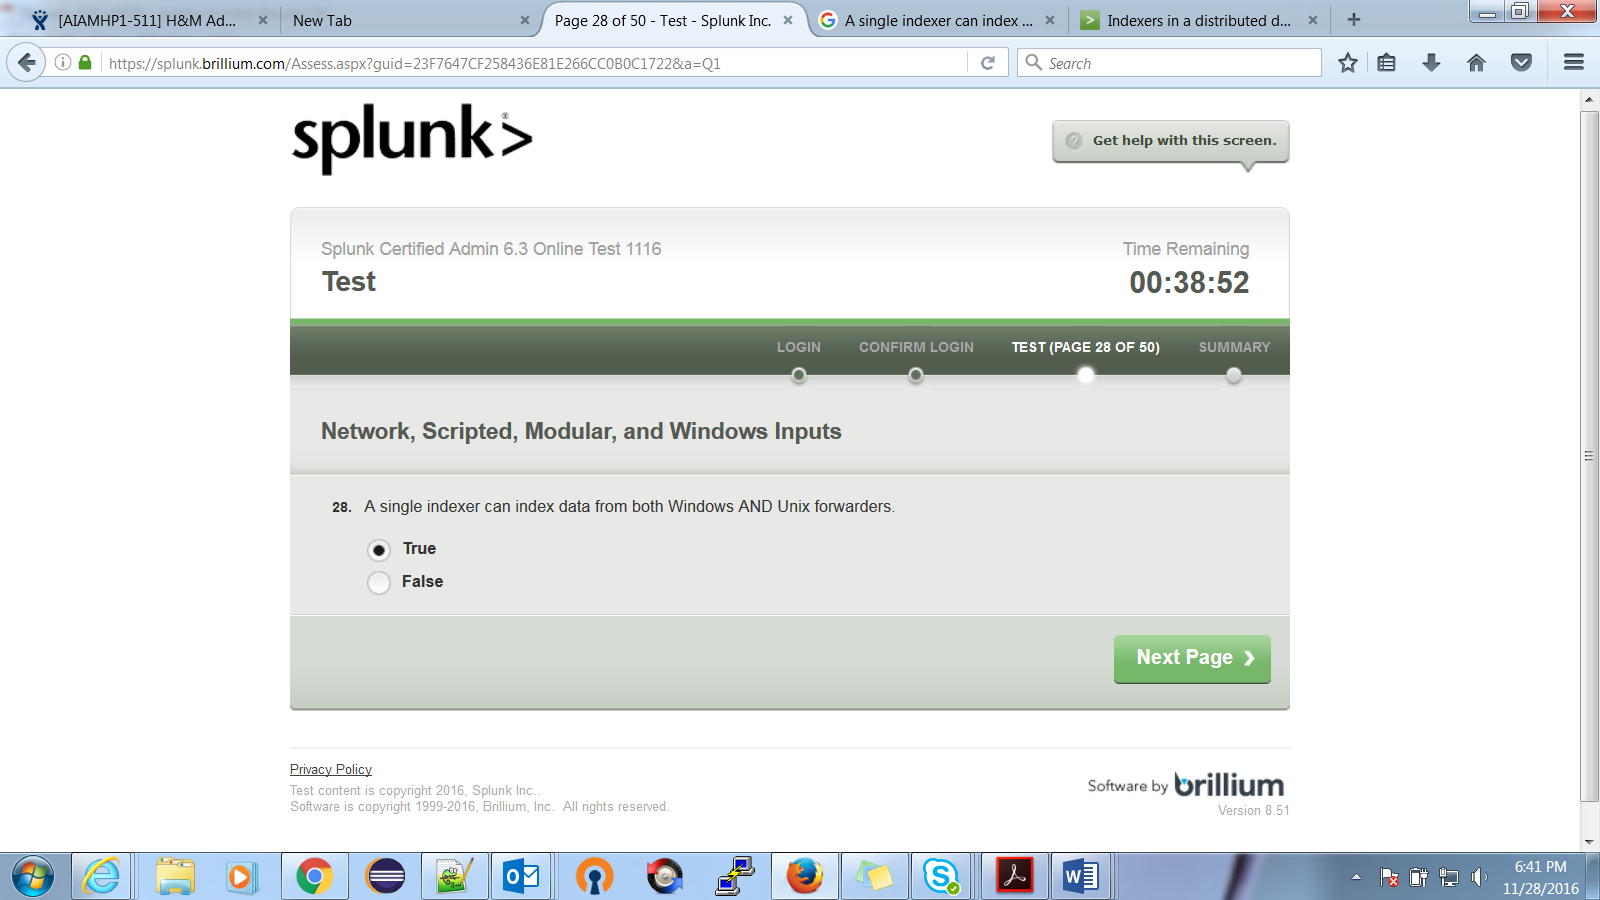 [AIAMHP1-511] H&M Ad...
New Tab
Page 28 of 50 - Test - Splunk Inc.
A single indexer can index ...
Indexers in a distributed d...
https://splunk.brillium.com/Assess.aspx?guid=23F7647CF258436E81E266CC0B0C1722&a=Q1
Search
splunk>
Get help with this screen.
Splunk Certified Admin 6.3 Online Test 1116
Time Remaining
Test
00:38:52
LOGIN
CONFIRM LOGIN
TEST (PAGE 28 OF 50)
SUMMARY
Network, Scripted, Modular, and Windows Inputs
28. A single indexer can index data from both Windows AND Unix forwarders.
True
False
Next Page
Privacy Policy
Test content is copyright 2016, Splunk Inc..
Software is copyright 1999-2016, Brillium, Inc. All rights reserved.
Software by brillium
Version 8.51
6:41 PM
11/28/2016